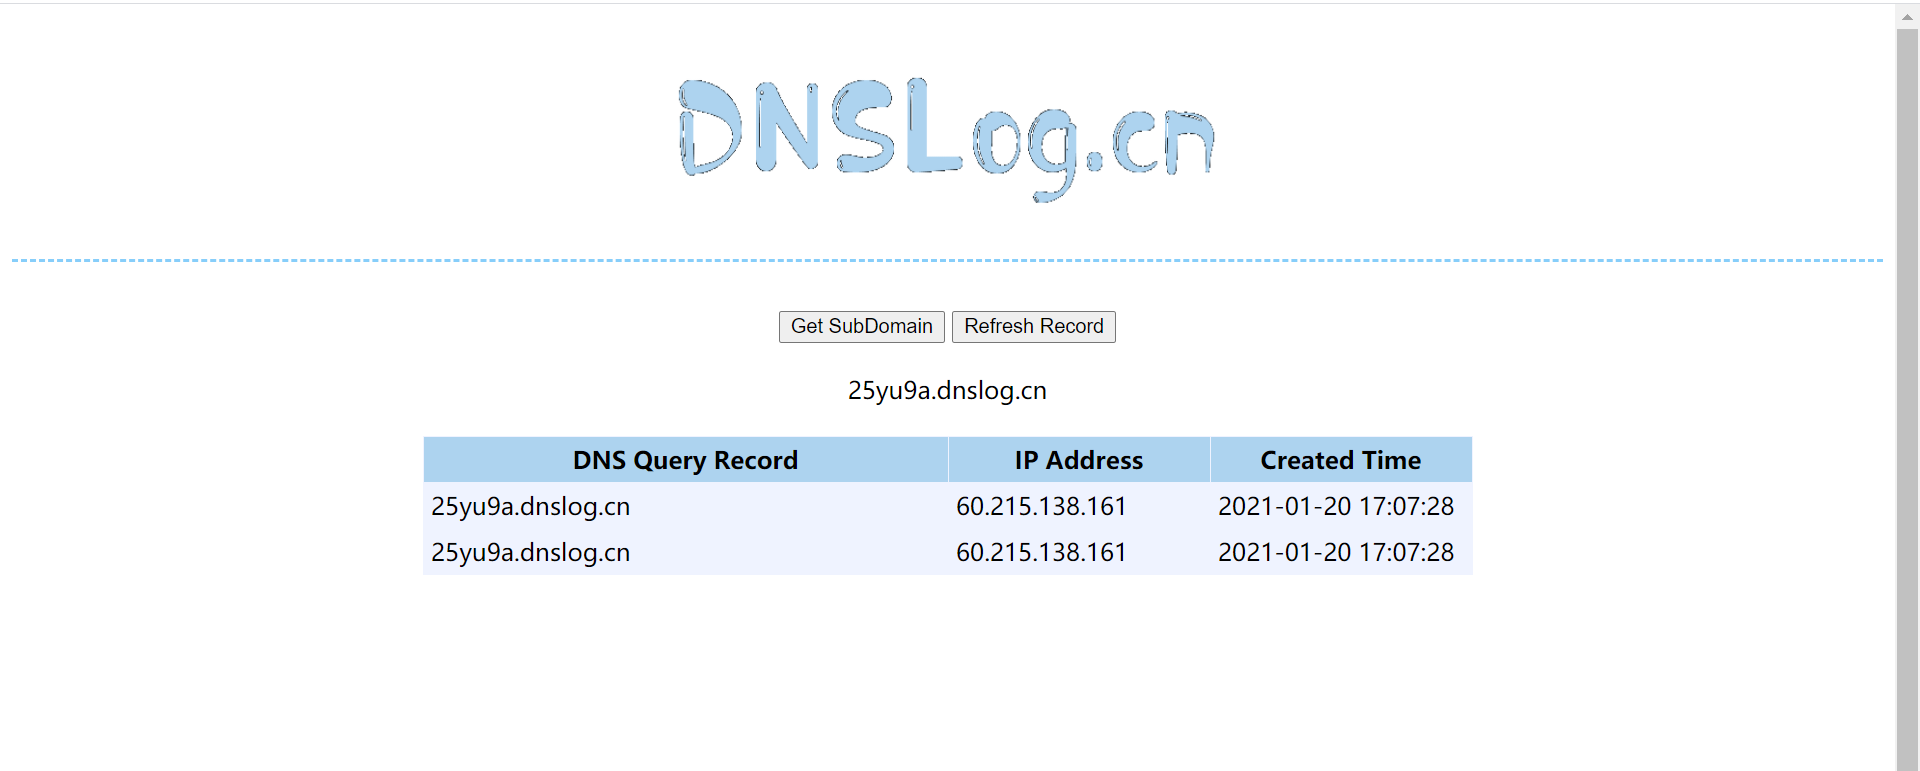 DNSLog.cn
Get SubDomain Refresh Record
25yu9a.dnslog.cn
DNS Query Record IP Address Created Time
25yu9a.dnslog.cn 60.215.138.161 2021-01-20 17:07:28
25yu9a.dnslog.cn 60.215.138.161 2021-01-20 17:07:28